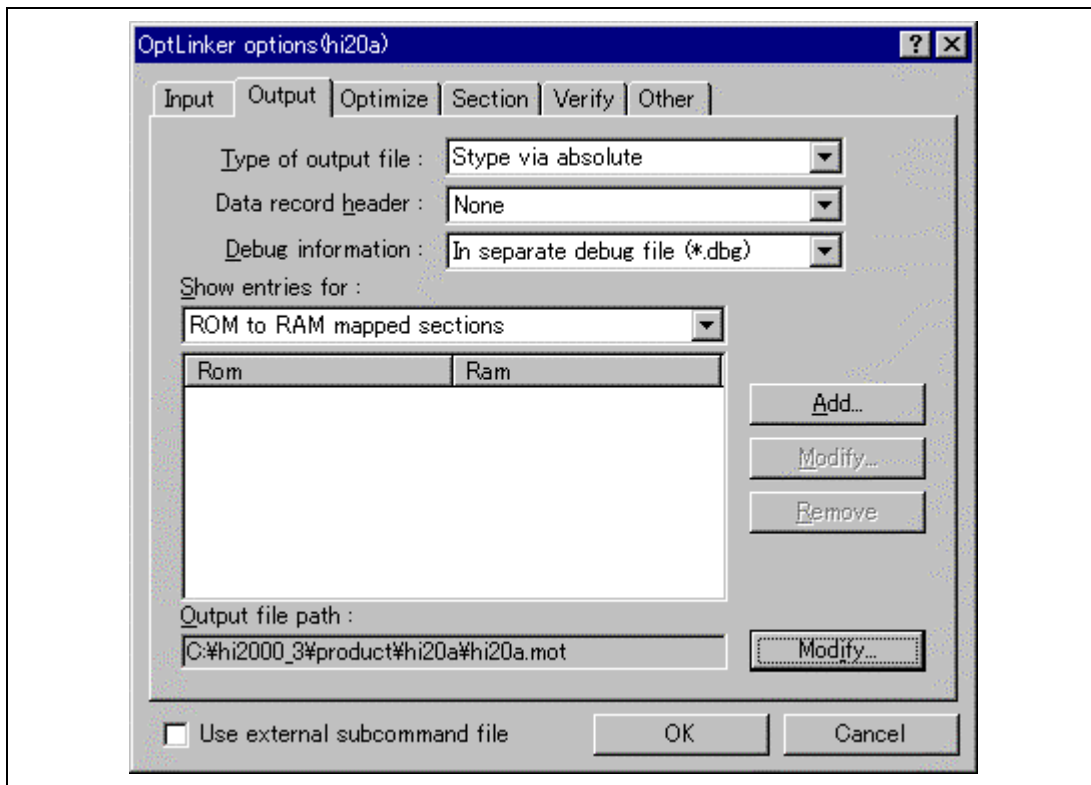 OptLinker options(hi20a)
Input Output Optimize Section Verify Other
Type of output file : Stype via absolute
Data record header : None
Debug information : In separate debug file (*.dbg)
Show entries for :
ROM to RAM mapped sections
Rom Ram
Add...
Modify...
Remove
Output file path :
C:¥hi2000_3¥product¥hi20a¥hi20a.mot Modify...
Use external subcommand file OK Cancel